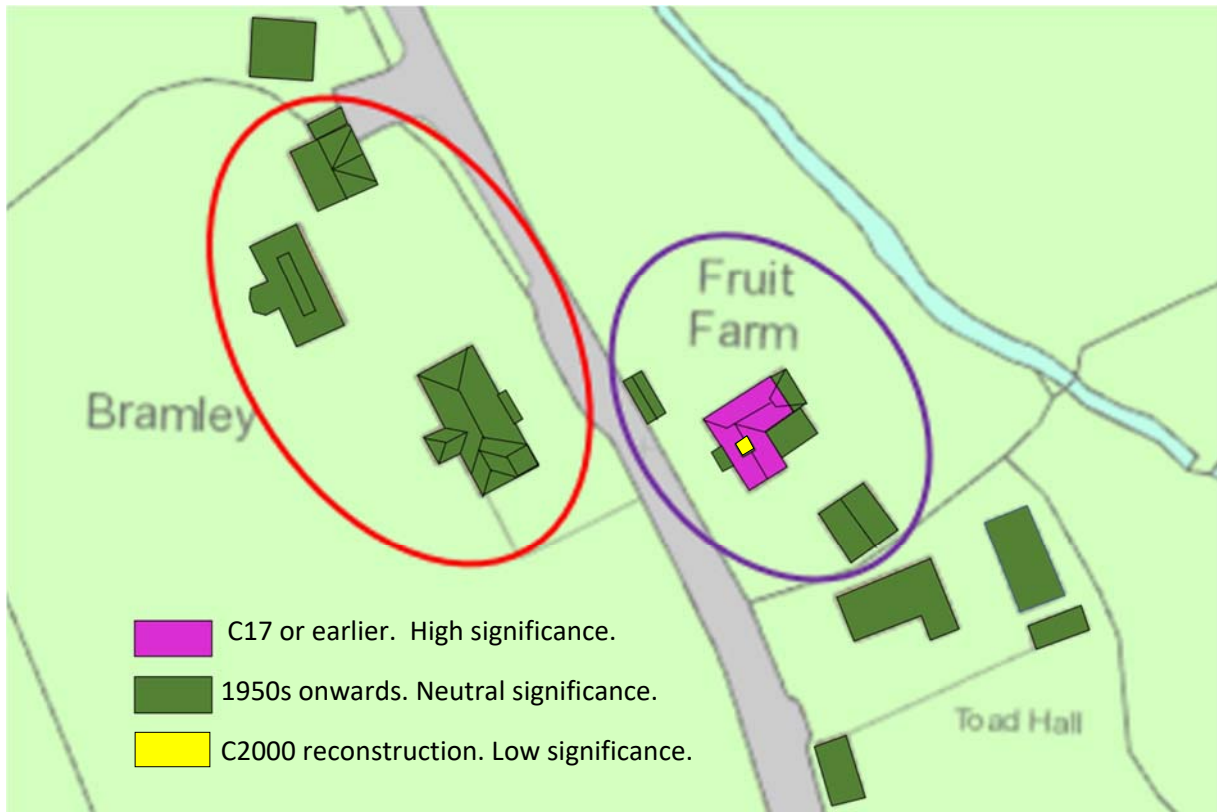 Fruit
Farm
Bramley
C17 or earlier.  High significance.
1950s onwards. Neutral significance.
Toad Hall
C2000 reconstruction. Low significance.